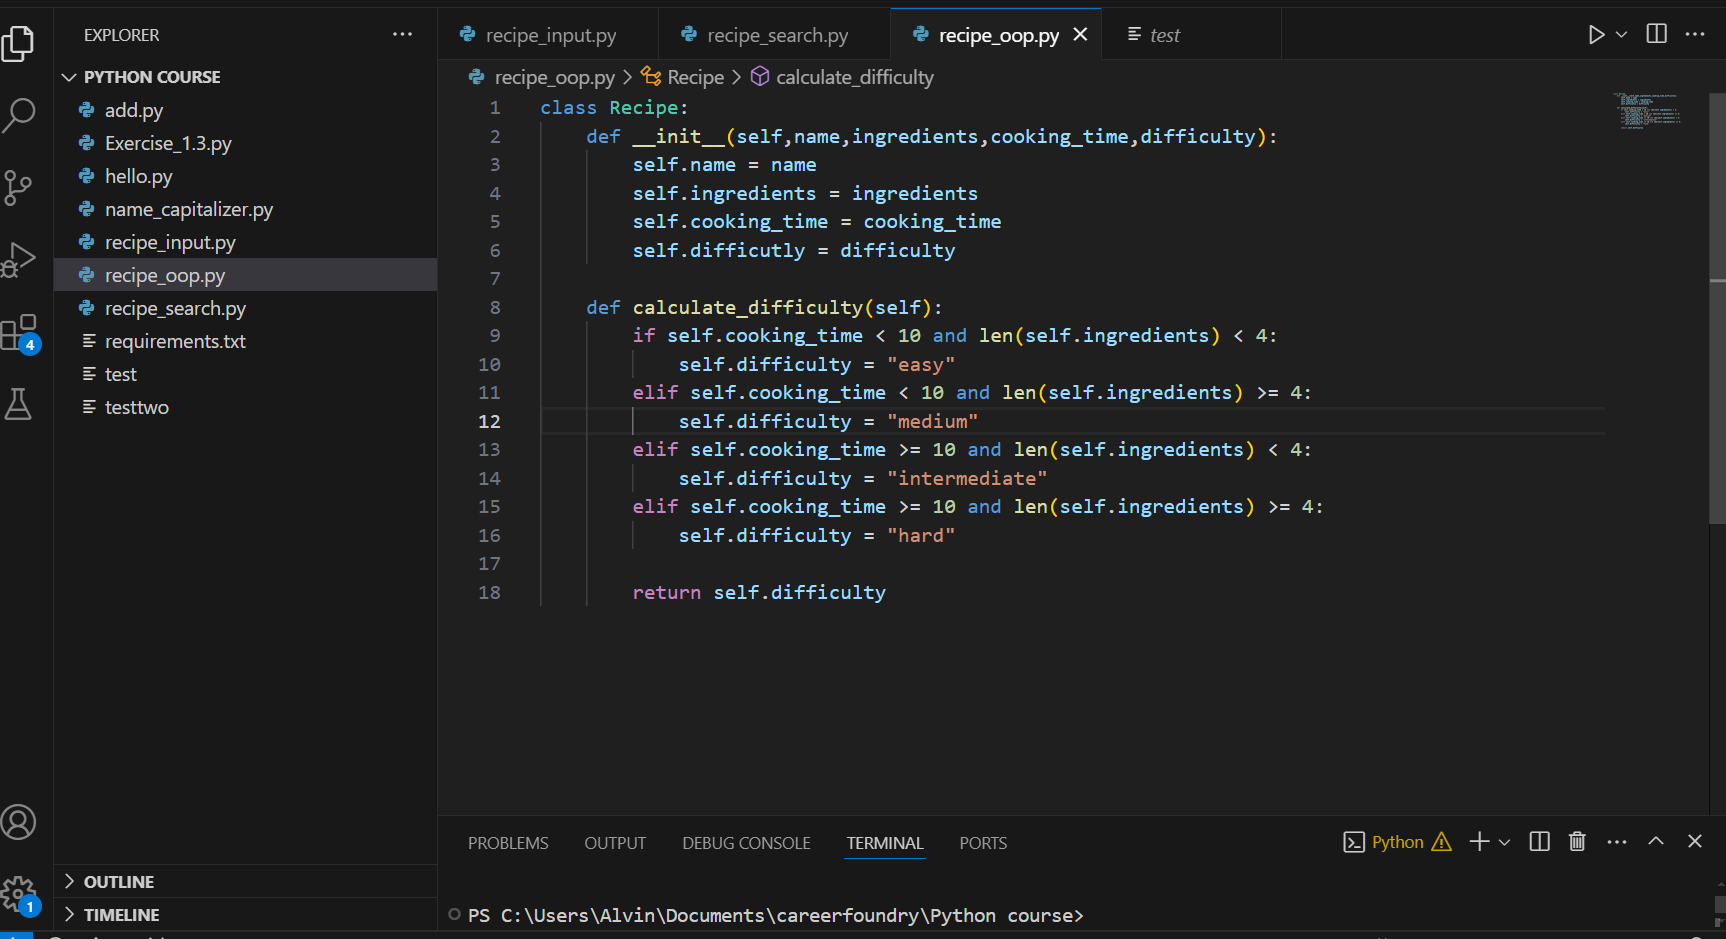 EXPLORER
PYTHON COURSE
add.py
Exercise_1.3.py
hello.py
name_capitalizer.py
recipe_input.py
recipe_oop.py
recipe_search.py
requirements.txt
test
testtwo
4
1
OUTLINE
TIMELINE
recipe_input.py recipe_search.py recipe_oop.py test
recipe_oop.py > Recipe > calculate_difficulty
1 class Recipe:
2     def __init__(self,name,ingredients,cooking_time,difficulty):
3         self.name = name
4         self.ingredients = ingredients
5         self.cooking_time = cooking_time
6         self.difficutly = difficulty
7
8     def calculate_difficulty(self):
9         if self.cooking_time < 10 and len(self.ingredients) < 4:
10             self.difficulty = "easy"
11         elif self.cooking_time < 10 and len(self.ingredients) >= 4:
12             self.difficulty = "medium"
13         elif self.cooking_time >= 10 and len(self.ingredients) < 4:
14             self.difficulty = "intermediate"
15         elif self.cooking_time >= 10 and len(self.ingredients) >= 4:
16             self.difficulty = "hard"
17
18         return self.difficulty
PROBLEMS OUTPUT DEBUG CONSOLE TERMINAL PORTS Python
PS C:\Users\Alvin\Documents\careerfoundry\Python course>